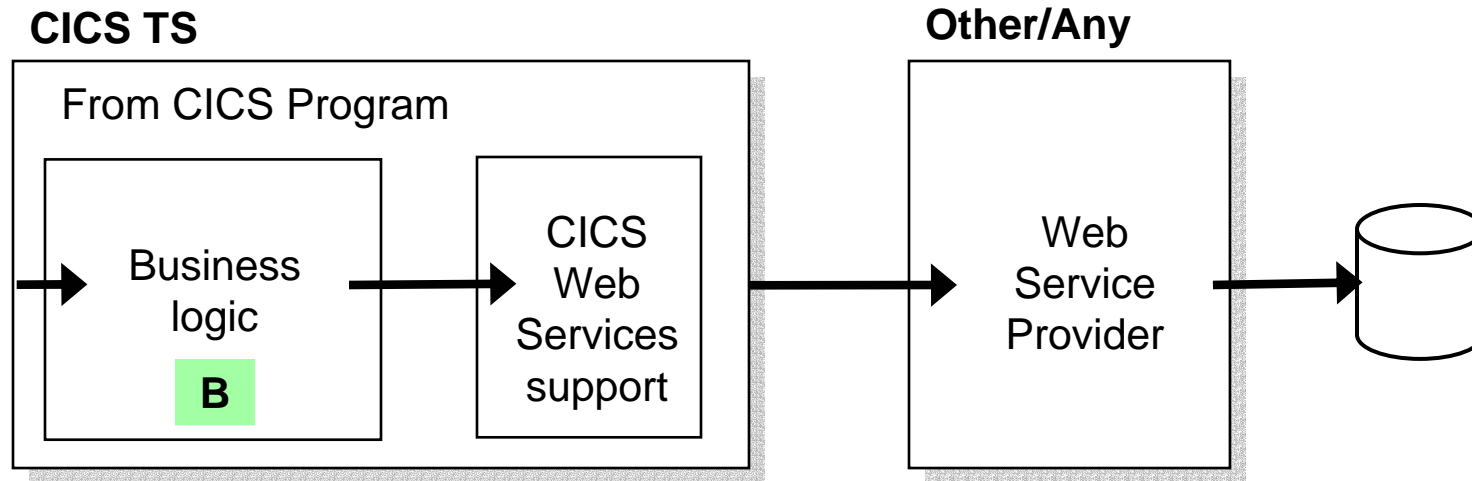 CICS TS
From CICS Program
Business
logic
B
CICS
Web
Services
support
Other/Any
Web
Service
Provider